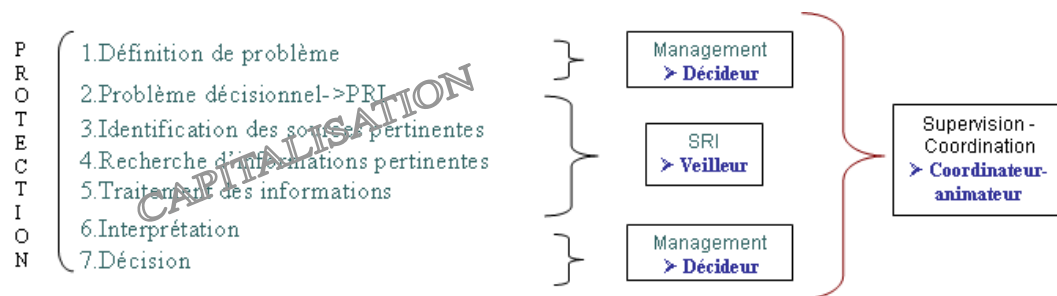 PROTECTION
1.Définition de problème
2.Problème décisionnel->PRI
3.Identification des sources pertinentes
4.Recherche d'informations pertinentes
5.Traitement des informations
6.Interprétation
7.Décision
CAPITALISATION
Management
➢ Décideur
SRI
➢ Veilleur
Management
➢ Décideur
Supervision -
Coordination
➢ Coordinateur-
animateur